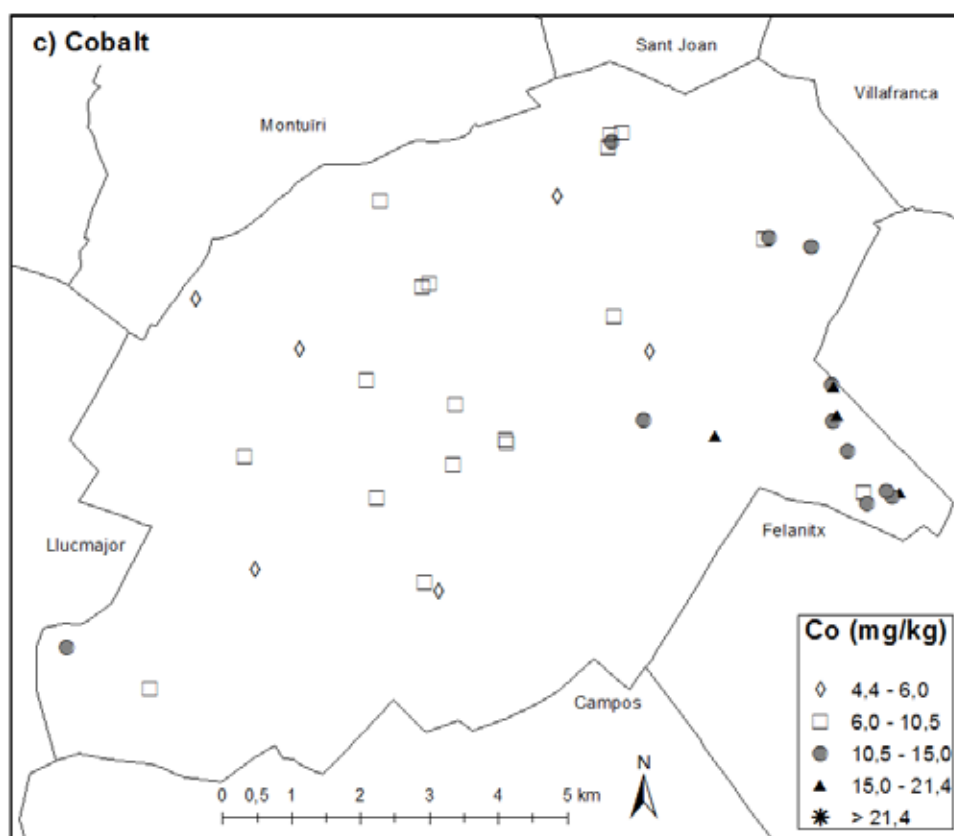 c) Cobalt
Sant Joan
Villafranca
Montuïri
Llucmajor
Felanitx
Campos
Co (mg/kg)
4,4 - 6,0
6,0 - 10,5
10,5 - 15,0
15,0 - 21,4
> 21,4
N
0 0,5 1 2 3 4 5 km